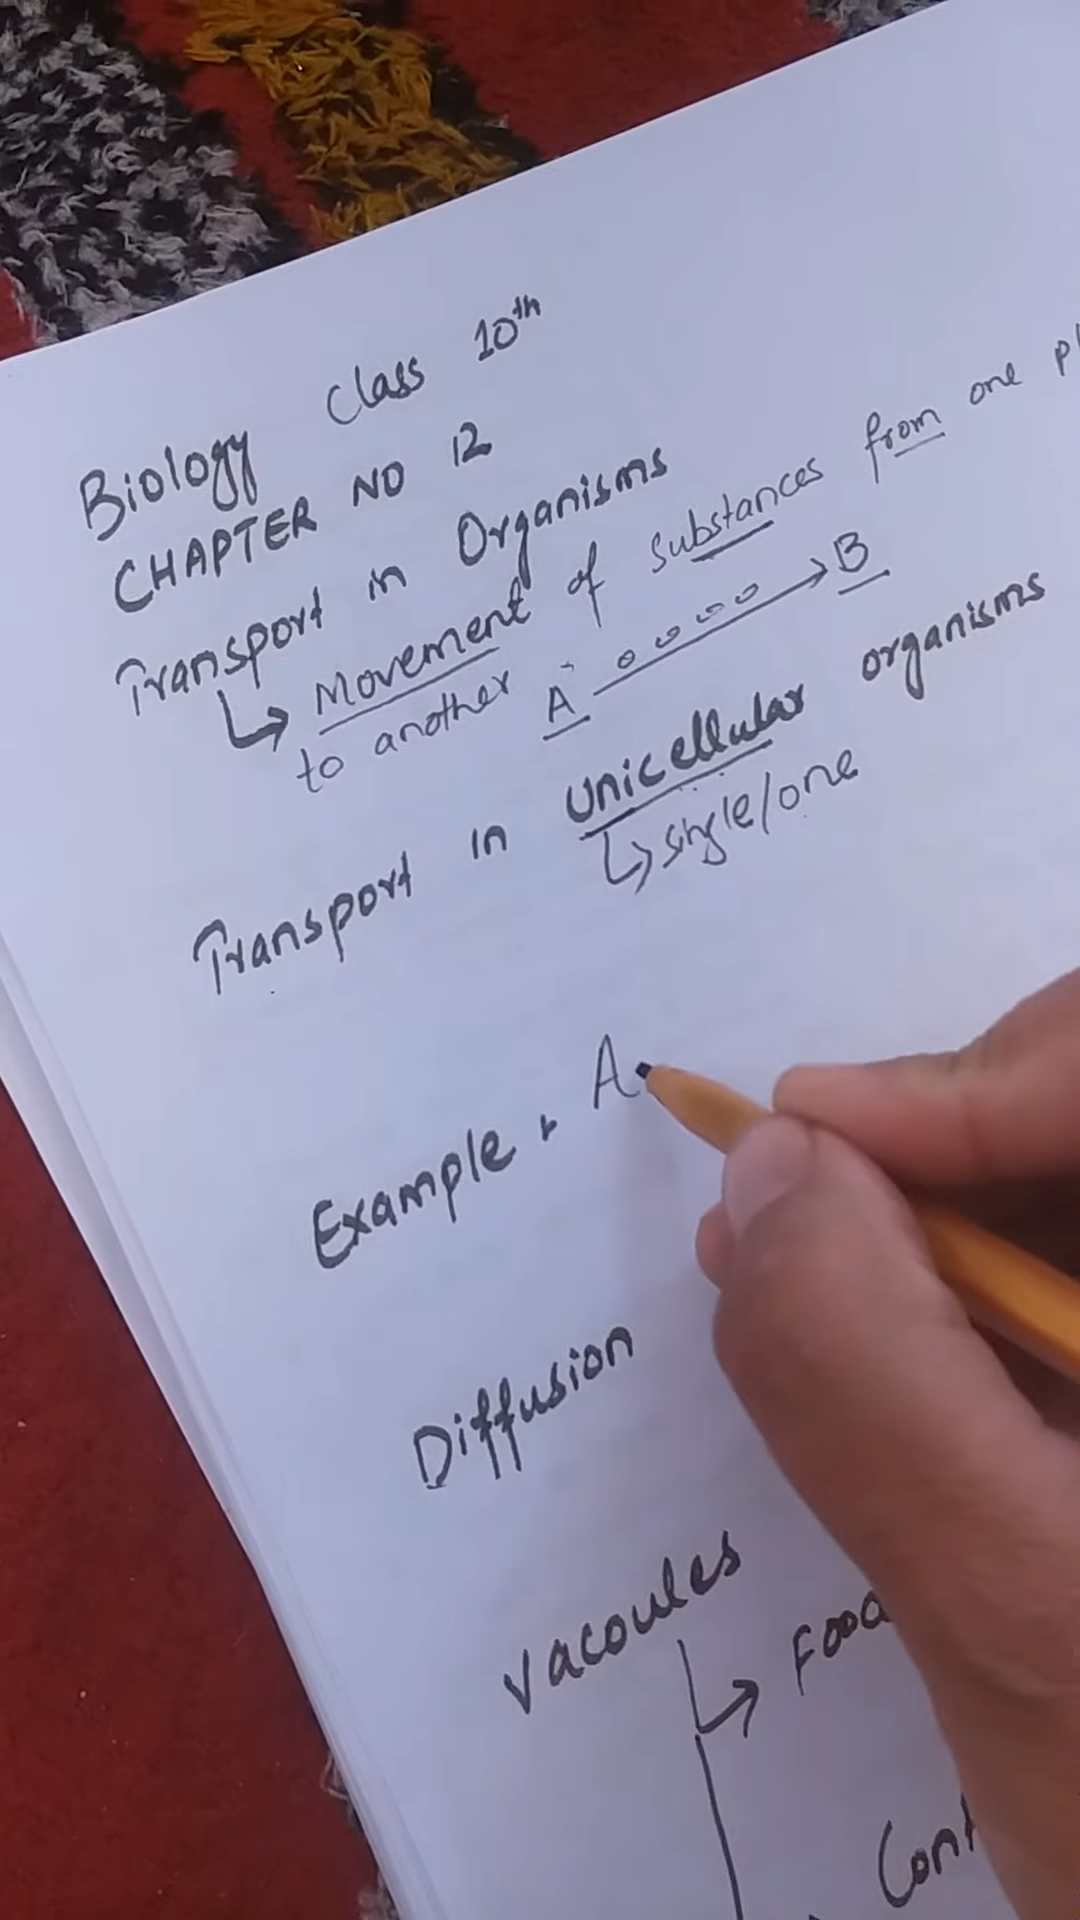 Biology Class 10th
CHAPTER NO 12
Transport in Organisms
↳ Movement of substances from one
to another A → B
Transport in Unicellular organisms
↳ single/one
Example . A
Diffusion
Vacoules
↳ Food
Cont